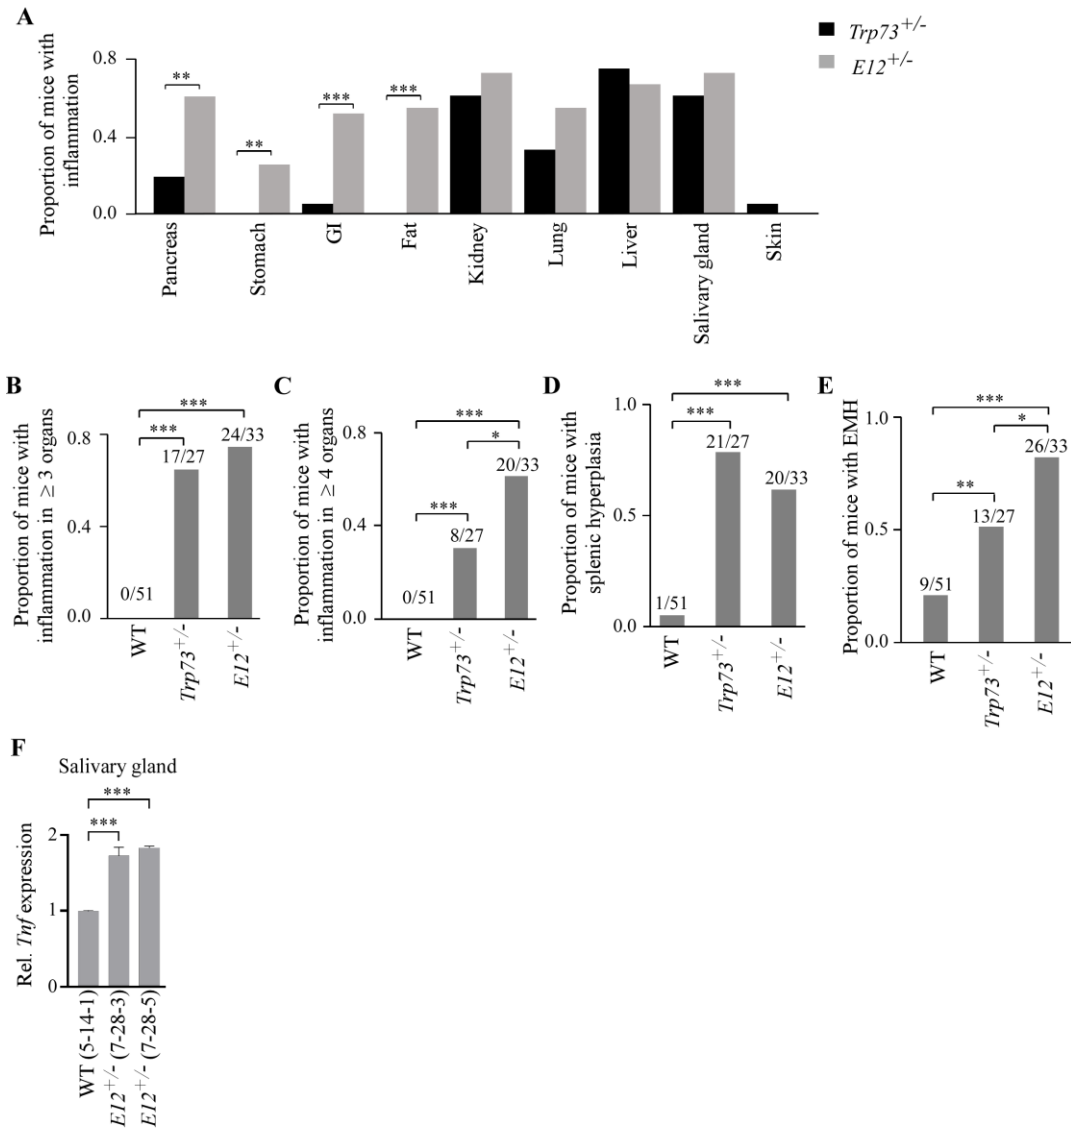 A
Trp73+/-
E12+/-
Proportion of mice with
inflammation
0.8
0.4
0.0
**
**
***
***
Pancreas
Stomach
GI
Fat
Kidney
Lung
Liver
Salivary gland
Skin
B
Proportion of mice with
inflammation in ≥ 3 organs
0.8
0.4
0.0
***
***
0/51
17/27
24/33
WT
Trp73+/-
E12+/-
C
Proportion of mice with
inflammation in ≥ 4 organs
0.8
0.4
0.0
***
*
***
0/51
8/27
20/33
WT
Trp73+/-
E12+/-
D
Proportion of mice with
splenic hyperplasia
1.0
0.5
0.0
***
***
1/51
21/27
20/33
WT
Trp73+/-
E12+/-
E
Proportion of mice with EMH
1.0
0.5
0.0
***
*
**
9/51
13/27
26/33
WT
Trp73+/-
E12+/-
F
Salivary gland
Rel. Tnf expression
2
1
0
***
***
WT (5-14-1)
E12+/- (7-28-3)
E12+/- (7-28-5)